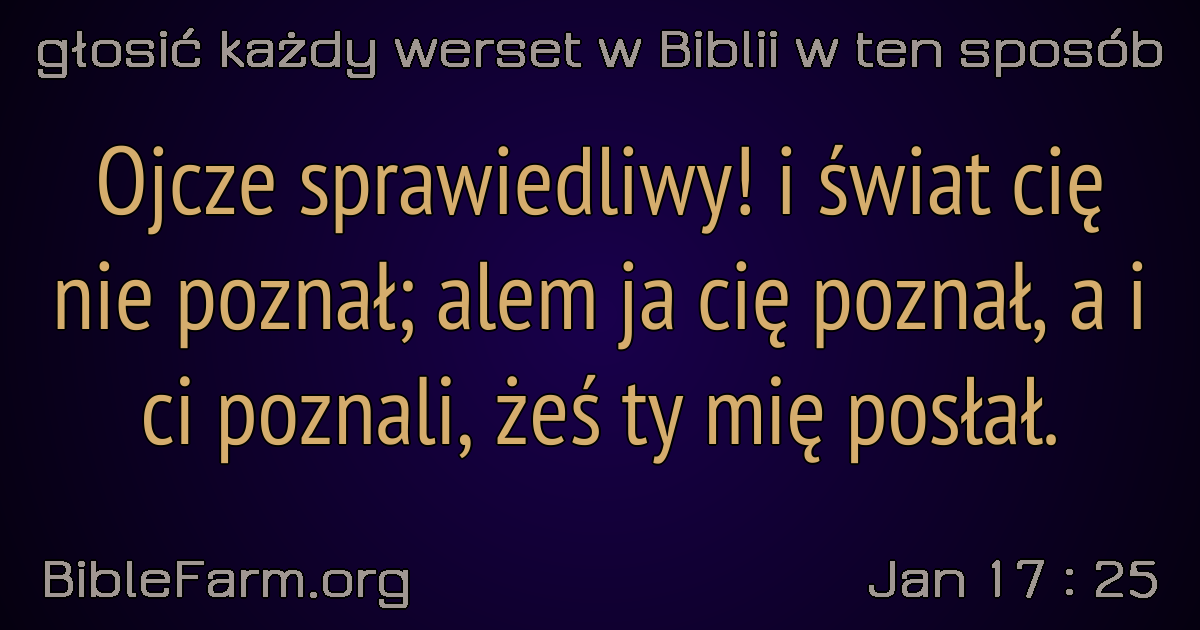 głosić każdy werset w Biblii w ten sposób
Ojcze sprawiedliwy! i świat cię
nie poznał; alem ja cię poznał, a i
ci poznali, żeś ty mię posłał.
BibleFarm.org
Jan 17 : 25